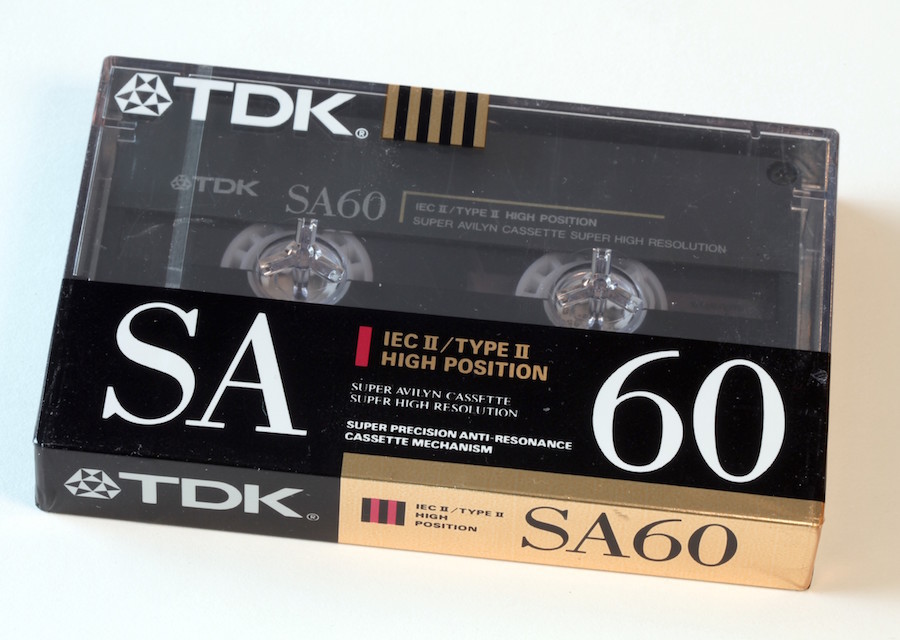 TDK®
TDK
SA60
IEC II/TYPE II HIGH POSITION
SUPER AVILYN CASSETTE SUPER HIGH RESOLUTION
SA
IEC II/TYPE II
HIGH POSITION
SUPER AVILYN CASSETTE
SUPER HIGH RESOLUTION
SUPER PRECISION ANTI-RESONANCE
CASSETTE MECHANISM
60
TDK®
IEC II/TYPE II
HIGH
POSITION
SA60